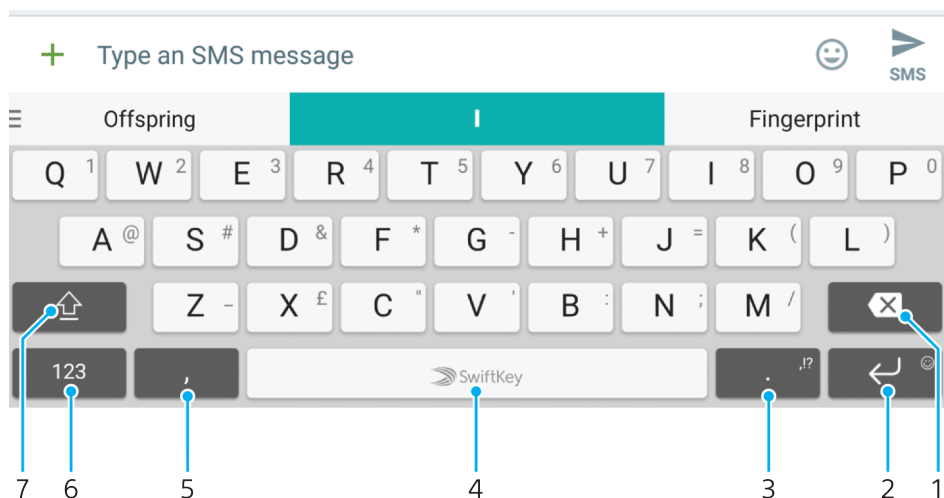 + Type an SMS message
SMS
Offspring I Fingerprint
Q 1 W 2 E 3 R 4 T 5 Y 6 U 7 I 8 O 9 P 0
A @ S # D & F * G - H + J = K ( L )
Z _ X £ C " V ' B : N ; M /
123 , SwiftKey . ,!?
7 6 5 4 3 2 1